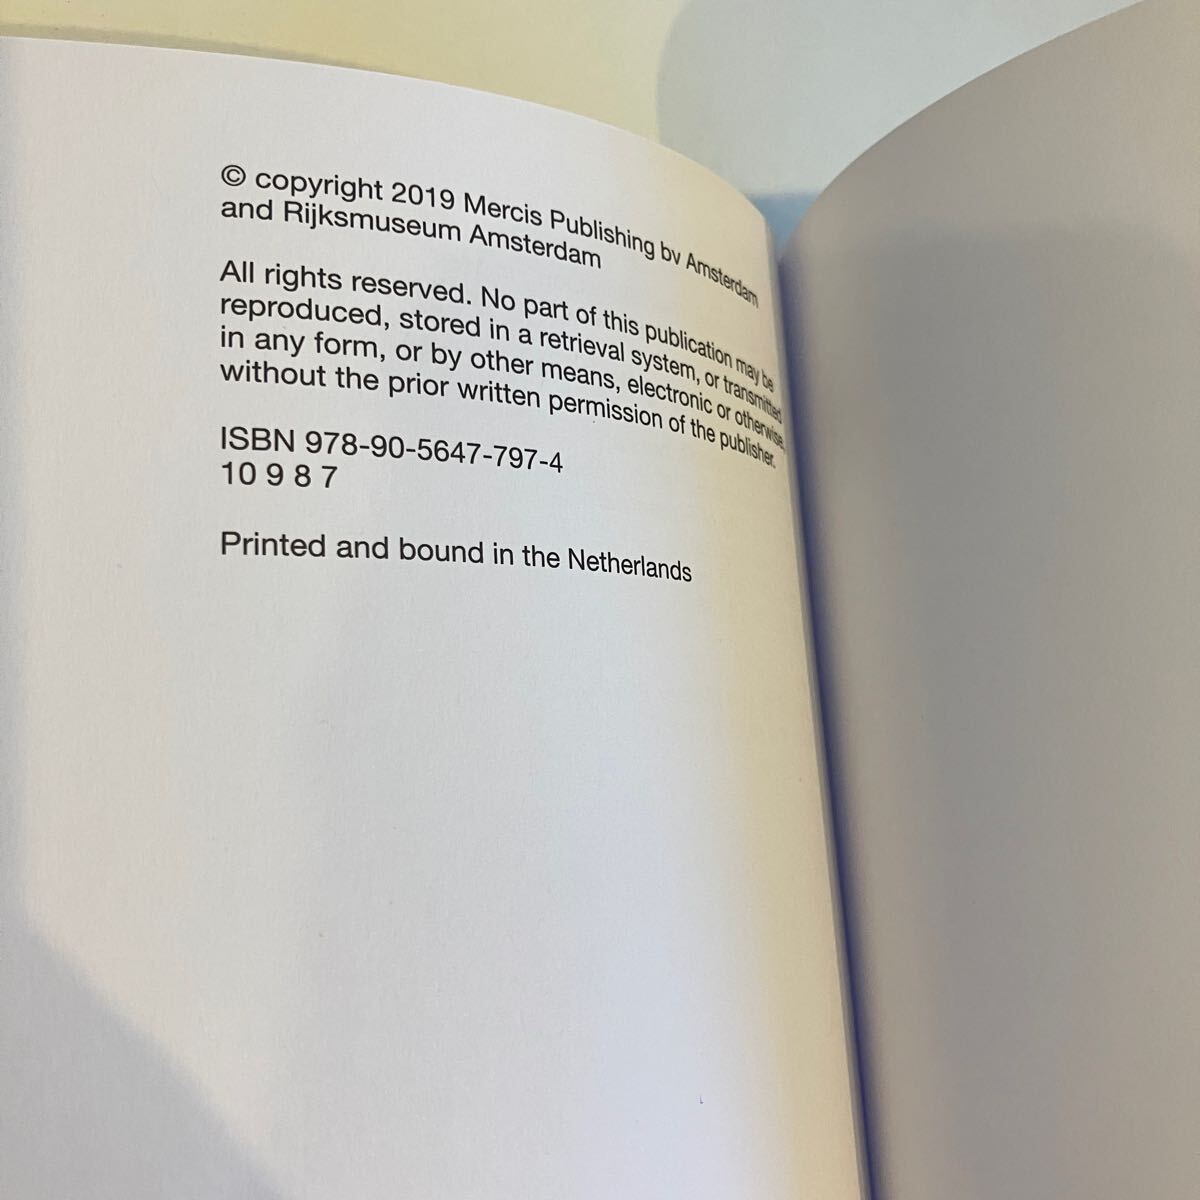 © copyright 2019 Mercis Publishing bv Amsterdam
and Rijksmuseum Amsterdam
All rights reserved. No part of this publication may be
reproduced, stored in a retrieval system, or transmitted
in any form, or by other means, electronic or otherwise,
without the prior written permission of the publisher.
ISBN 978-90-5647-797-4
10 9 8 7
Printed and bound in the Netherlands